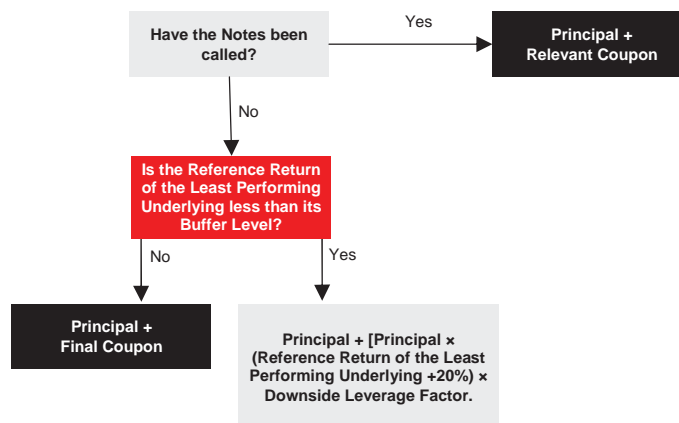 Have the Notes been
called?
Yes
Principal +
Relevant Coupon
No
Is the Reference Return
of the Least Performing
Underlying less than its
Buffer Level?
No
Yes
Principal +
Final Coupon
Principal + [Principal ×
(Reference Return of the Least
Performing Underlying +20%) ×
Downside Leverage Factor.